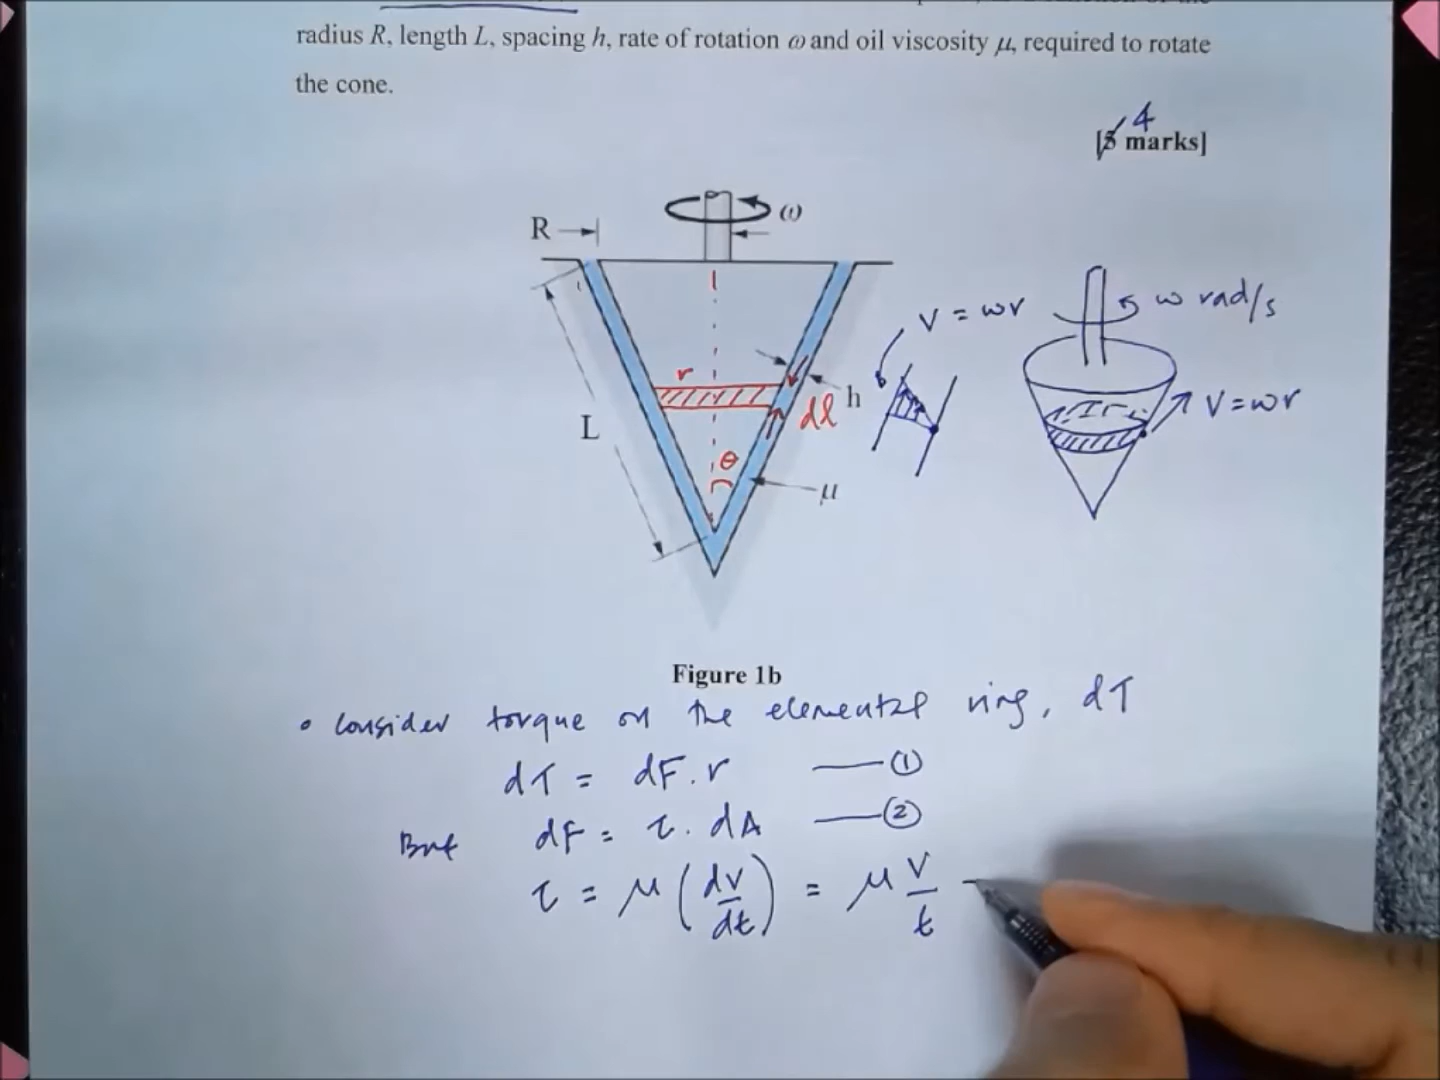 radius R, length L, spacing h, rate of rotation ω and oil viscosity μ, required to rotate
the cone.
4
[3 marks]
R
ω
ω rad/s
V = ωr
r
h
dl
V = ωr
L
θ
μ
Figure 1b
• Consider torque on the elemental ring, dT
dT = dF.r —①
But dF = τ. dA —②
τ = μ (dv/dt) = μ V/t